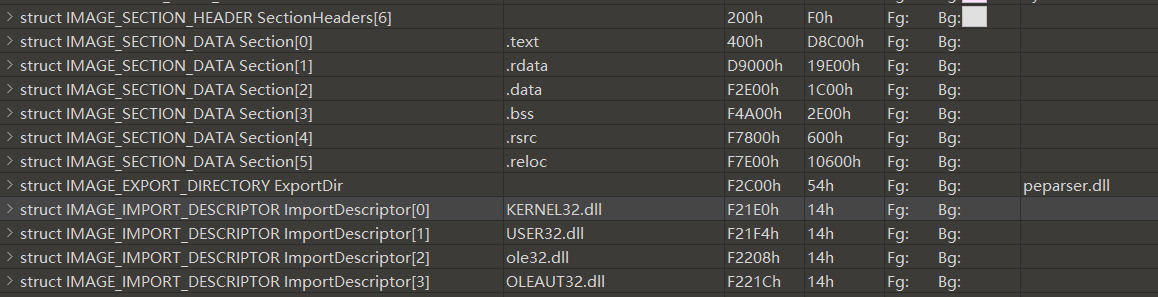 struct IMAGE_SECTION_HEADER SectionHeaders[6] 200h F0h Fg: Bg:
struct IMAGE_SECTION_DATA Section[0] .text 400h D8C00h Fg: Bg:
struct IMAGE_SECTION_DATA Section[1] .rdata D9000h 19E00h Fg: Bg:
struct IMAGE_SECTION_DATA Section[2] .data F2E00h 1C00h Fg: Bg:
struct IMAGE_SECTION_DATA Section[3] .bss F4A00h 2E00h Fg: Bg:
struct IMAGE_SECTION_DATA Section[4] .rsrc F7800h 600h Fg: Bg:
struct IMAGE_SECTION_DATA Section[5] .reloc F7E00h 10600h Fg: Bg:
struct IMAGE_EXPORT_DIRECTORY ExportDir F2C00h 54h Fg: Bg: peparser.dll
struct IMAGE_IMPORT_DESCRIPTOR ImportDescriptor[0] KERNEL32.dll F21E0h 14h Fg: Bg:
struct IMAGE_IMPORT_DESCRIPTOR ImportDescriptor[1] USER32.dll F21F4h 14h Fg: Bg:
struct IMAGE_IMPORT_DESCRIPTOR ImportDescriptor[2] ole32.dll F2208h 14h Fg: Bg:
struct IMAGE_IMPORT_DESCRIPTOR ImportDescriptor[3] OLEAUT32.dll F221Ch 14h Fg: Bg: